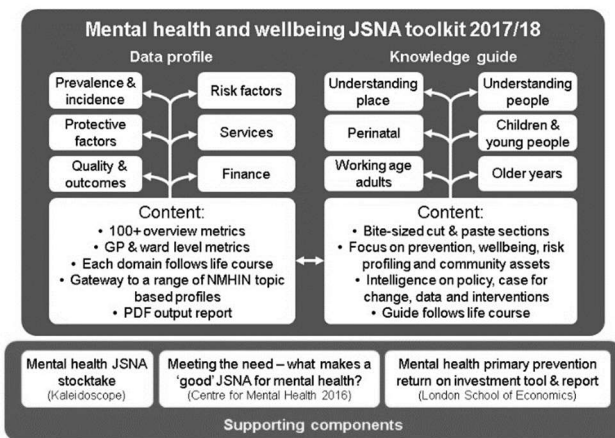 Mental health and wellbeing JSNA toolkit 2017/18
Data profile
Prevalence &
incidence
Risk factors
Protective
factors
Services
Quality &
outcomes
Finance
Content:
• 100+ overview metrics
• GP & ward level metrics
• Each domain follows life course
• Gateway to a range of NMHIN topic
based profiles
• PDF output report
Knowledge guide
Understanding
place
Understanding
people
Perinatal
Children &
young people
Working age
adults
Older years
Content:
• Bite-sized cut & paste sections
• Focus on prevention, wellbeing, risk
profiling and community assets
• Intelligence on policy, case for
change, data and interventions
• Guide follows life course
Mental health JSNA
stocktake
(Kaleidoscope)
Meeting the need – what makes a
‘good’ JSNA for mental health?
(Centre for Mental Health 2016)
Mental health primary prevention
return on investment tool & report
(London School of Economics)
Supporting components